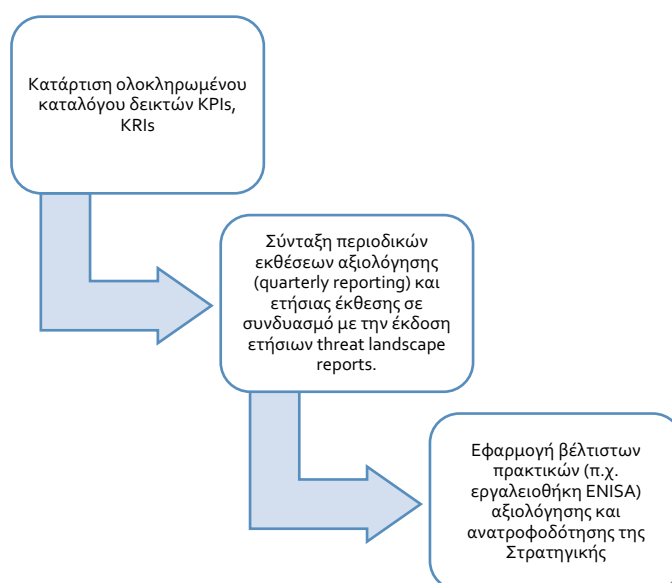 Κατάρτιση ολοκληρωμένου
καταλόγου δεικτών KPIs,
KRIs
Σύνταξη περιοδικών
εκθέσεων αξιολόγησης
(quarterly reporting) και
ετήσιας έκθεσης σε
συνδυασμό με την έκδοση
ετήσιων threat landscape
reports.
Εφαρμογή βέλτιστων
πρακτικών (π.χ.
εργαλειοθήκη ENISA)
αξιολόγησης και
ανατροφοδότησης της
Στρατηγικής